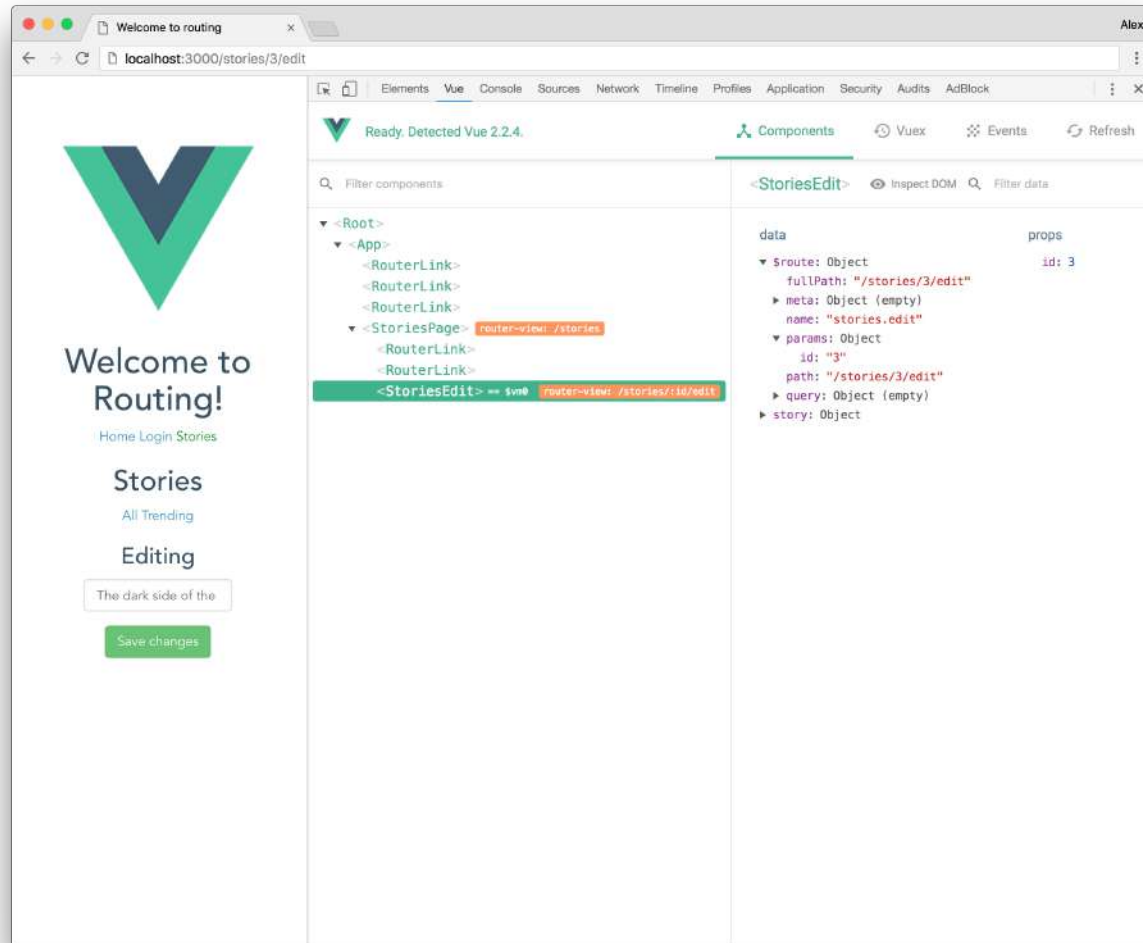 Welcome to routing
Alex
localhost:3000/stories/3/edit
Elements Vue Console Sources Network Timeline Profiles Application Security Audits AdBlock
Ready. Detected Vue 2.2.4.
Components Vuex Events Refresh
Filter components
<StoriesEdit> Inspect DOM Filter data
<Root>
<App>
<RouterLink>
<RouterLink>
<RouterLink>
<StoriesPage> router-view: /stories
<RouterLink>
<RouterLink>
<StoriesEdit> == $vm0 router-view: /stories/:id/edit
data
$route: Object
fullPath: "/stories/3/edit"
meta: Object (empty)
name: "stories.edit"
params: Object
id: "3"
path: "/stories/3/edit"
query: Object (empty)
story: Object
props
id: 3
Welcome to
Routing!
Home Login Stories
Stories
All Trending
Editing
The dark side of the
Save changes